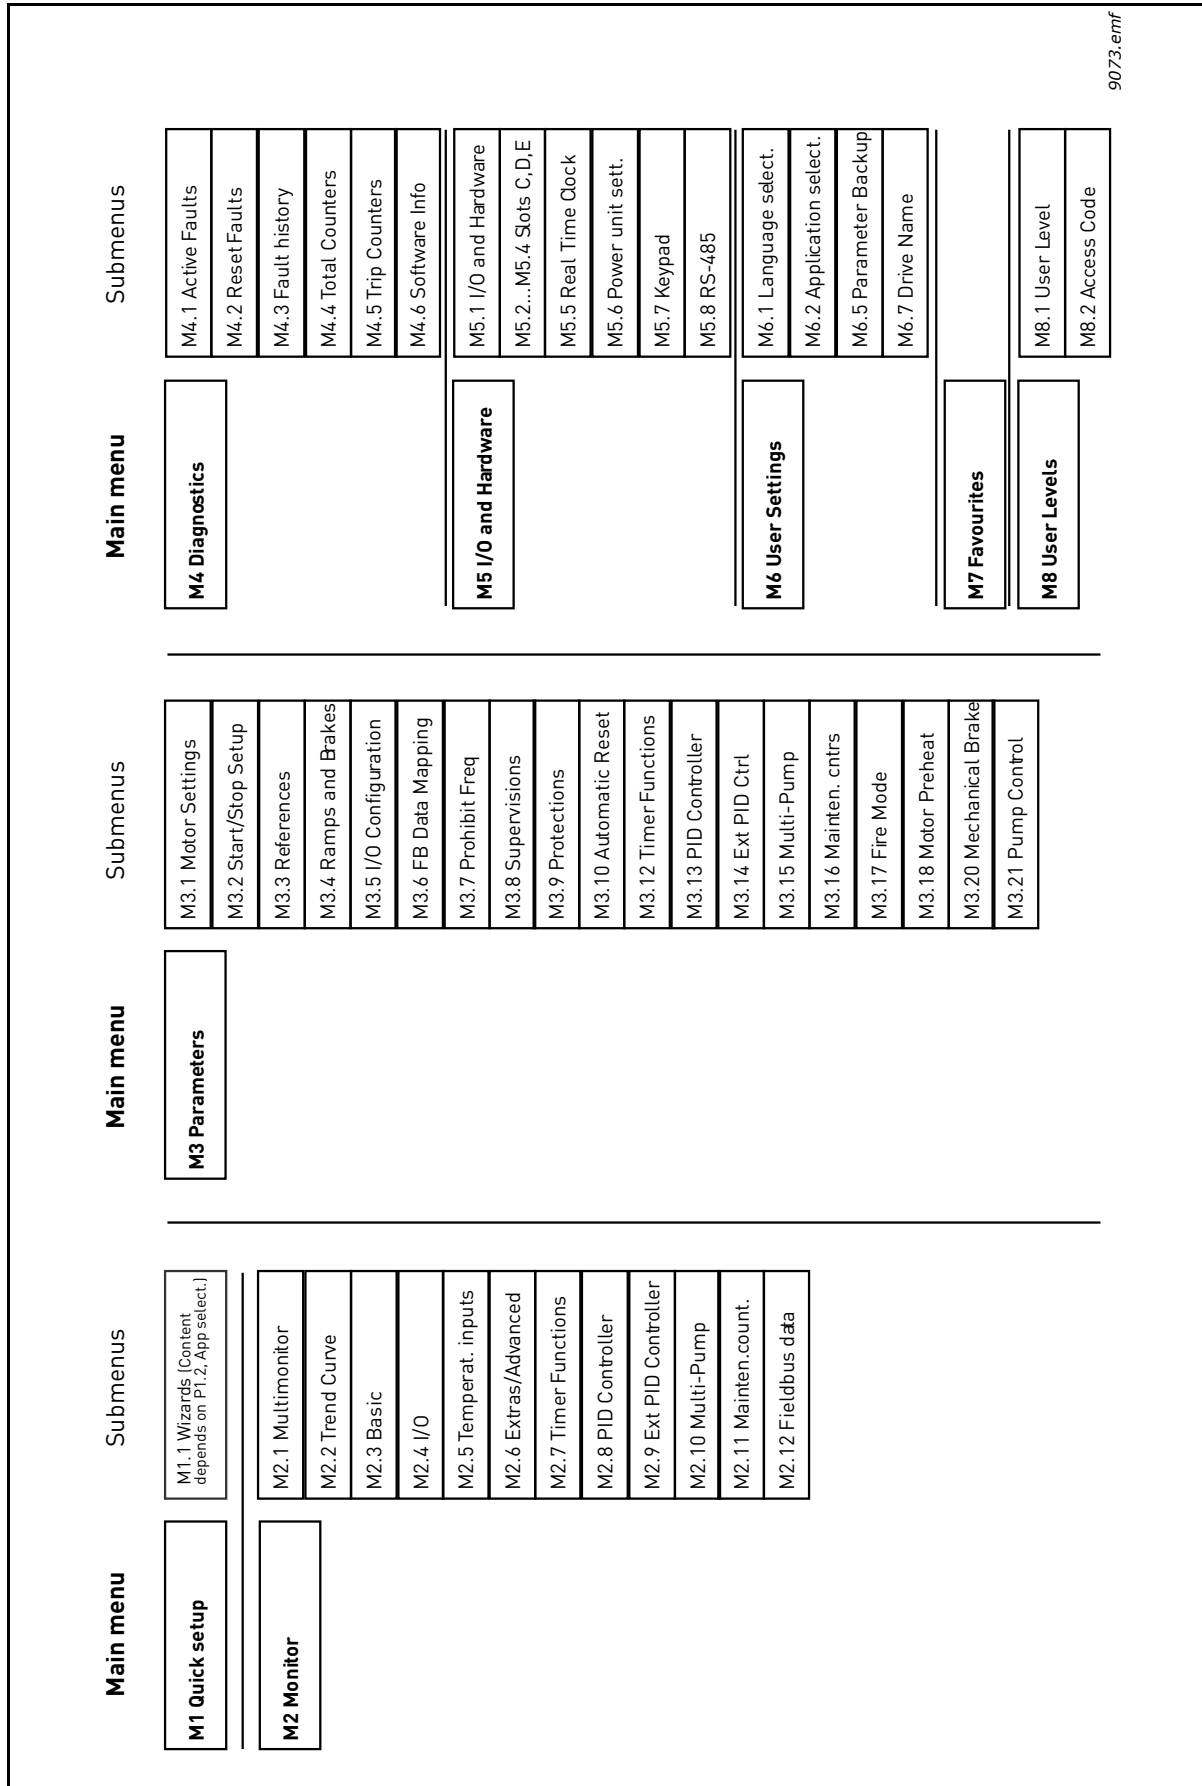 Main menu
Submenus
M1 Quick setup
M1.1 Wizards (Content
depends on P1.2, App select.)
M2 Monitor
M2.1 Multimonitor
M2.2 Trend Curve
M2.3 Basic
M2.4 I/O
M2.5 Temperat. inputs
M2.6 Extras/Advanced
M2.7 Timer Functions
M2.8 PID Controller
M2.9 Ext PID Controller
M2.10 Multi-Pump
M2.11 Mainten.count.
M2.12 Fieldbus data
Main menu
Submenus
M3 Parameters
M3.1 Motor Settings
M3.2 Start/Stop Setup
M3.3 References
M3.4 Ramps and Brakes
M3.5 I/O Configuration
M3.6 FB Data Mapping
M3.7 Prohibit Freq
M3.8 Supervisions
M3.9 Protections
M3.10 Automatic Reset
M3.12 Timer Functions
M3.13 PID Controller
M3.14 Ext PID Ctrl
M3.15 Multi-Pump
M3.16 Mainten. cntrs
M3.17 Fire Mode
M3.18 Motor Preheat
M3.20 Mechanical Brake
M3.21 Pump Control
Main menu
Submenus
M4 Diagnostics
M4.1 Active Faults
M4.2 Reset Faults
M4.3 Fault history
M4.4 Total Counters
M4.5 Trip Counters
M4.6 Software Info
M5 I/O and Hardware
M5.1 I/O and Hardware
M5.2...M5.4 Slots C,D,E
M5.5 Real Time Clock
M5.6 Power unit sett.
M5.7 Keypad
M5.8 RS-485
M6 User Settings
M6.1 Language select.
M6.2 Application select.
M6.5 Parameter Backup
M6.7 Drive Name
M7 Favourites
M8 User Levels
M8.1 User Level
M8.2 Access Code
9073.emf